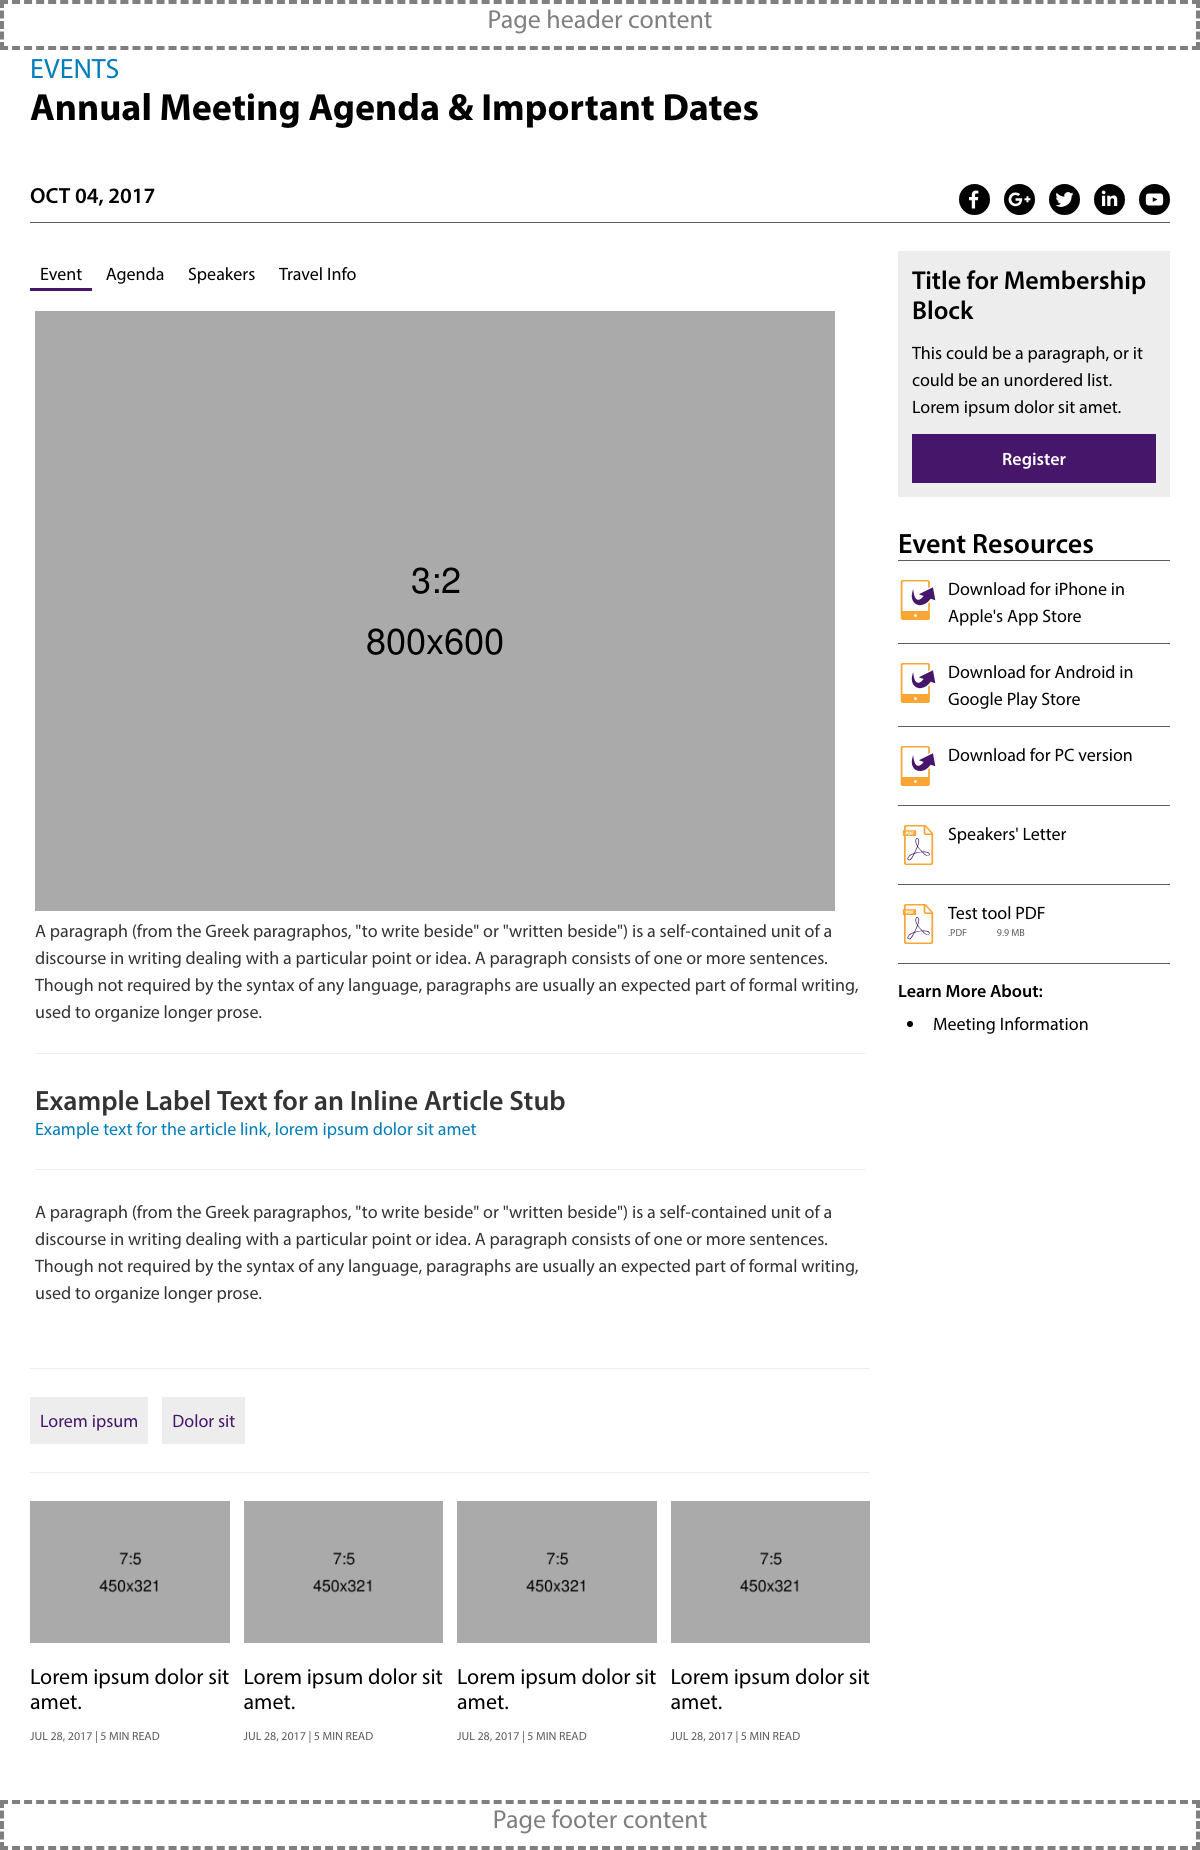 Page header content
EVENTS
Annual Meeting Agenda & Important Dates
OCT 04, 2017
Event Agenda Speakers Travel Info
3:2
800x600
A paragraph (from the Greek paragraphos, "to write beside" or "written beside") is a self-contained unit of a
discourse in writing dealing with a particular point or idea. A paragraph consists of one or more sentences.
Though not required by the syntax of any language, paragraphs are usually an expected part of formal writing,
used to organize longer prose.
Example Label Text for an Inline Article Stub
Example text for the article link, lorem ipsum dolor sit amet
A paragraph (from the Greek paragraphos, "to write beside" or "written beside") is a self-contained unit of a
discourse in writing dealing with a particular point or idea. A paragraph consists of one or more sentences.
Though not required by the syntax of any language, paragraphs are usually an expected part of formal writing,
used to organize longer prose.
Lorem ipsum Dolor sit
7:5
450x321
Lorem ipsum dolor sit
amet.
JUL 28, 2017 | 5 MIN READ
7:5
450x321
Lorem ipsum dolor sit
amet.
JUL 28, 2017 | 5 MIN READ
7:5
450x321
Lorem ipsum dolor sit
amet.
JUL 28, 2017 | 5 MIN READ
7:5
450x321
Lorem ipsum dolor sit
amet.
JUL 28, 2017 | 5 MIN READ
Title for Membership
Block
This could be a paragraph, or it
could be an unordered list.
Lorem ipsum dolor sit amet.
Register
Event Resources
Download for iPhone in
Apple's App Store
Download for Android in
Google Play Store
Download for PC version
PDF
Speakers' Letter
PDF
Test tool PDF
.PDF 9.9 MB
Learn More About:
• Meeting Information
Page footer content